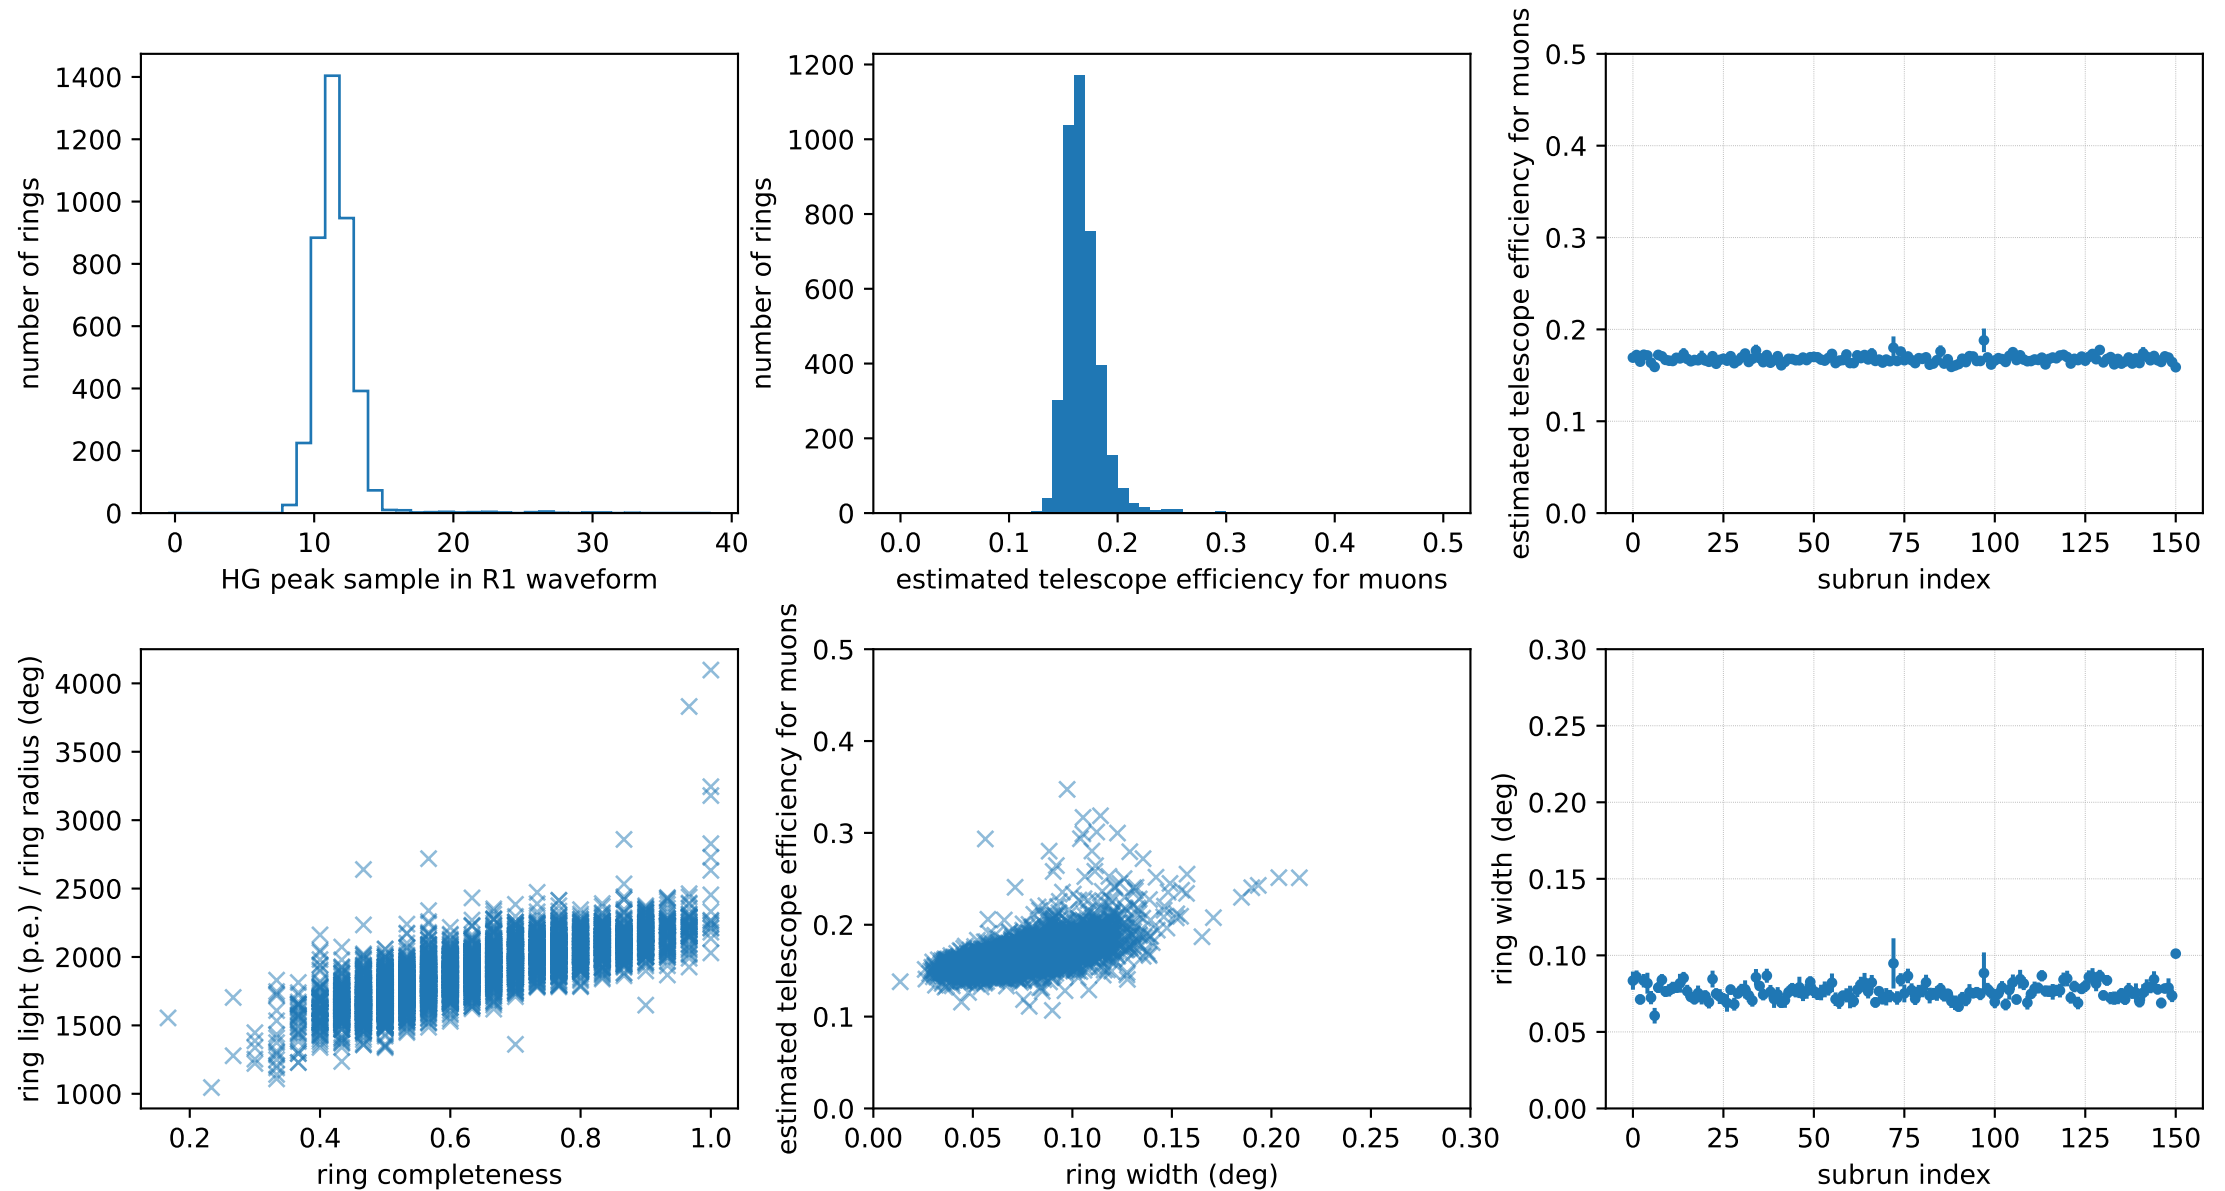 number of rings
1400
1200
1000
800
600
400
200
0
0 10 20 30 40
HG peak sample in R1 waveform
number of rings
1200
1000
800
600
400
200
0
0.0 0.1 0.2 0.3 0.4 0.5
estimated telescope efficiency for muons
estimated telescope efficiency for muons
0.5
0.4
0.3
0.2
0.1
0.0
0 25 50 75 100 125 150
subrun index
ring light (p.e.) / ring radius (deg)
4000
3500
3000
2500
2000
1500
1000
0.2 0.4 0.6 0.8 1.0
ring completeness
estimated telescope efficiency for muons
0.5
0.4
0.3
0.2
0.1
0.0
0.00 0.05 0.10 0.15 0.20 0.25 0.30
ring width (deg)
ring width (deg)
0.30
0.25
0.20
0.15
0.10
0.05
0.00
0 25 50 75 100 125 150
subrun index